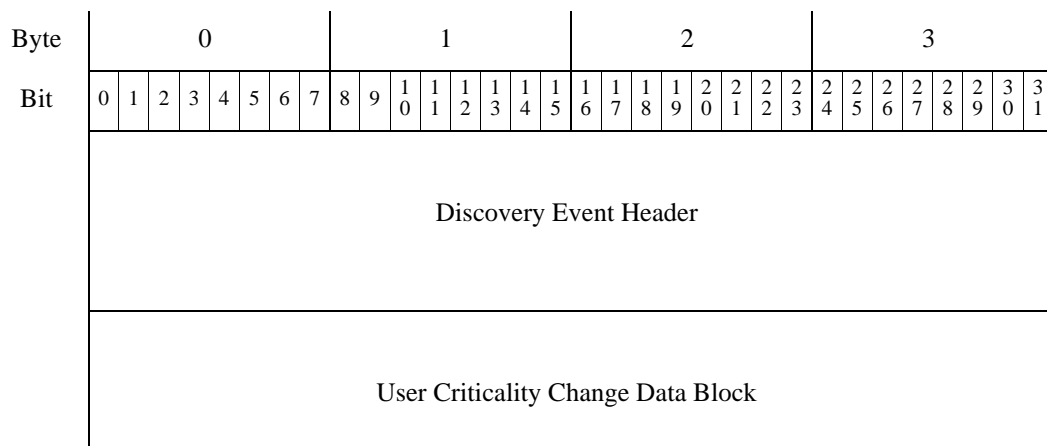 Byte 0 1 2 3
Bit 0 1 2 3 4 5 6 7 8 9 10 11 12 13 14 15 16 17 18 19 20 21 22 23 24 25 26 27 28 29 30 31
Discovery Event Header
User Criticality Change Data Block